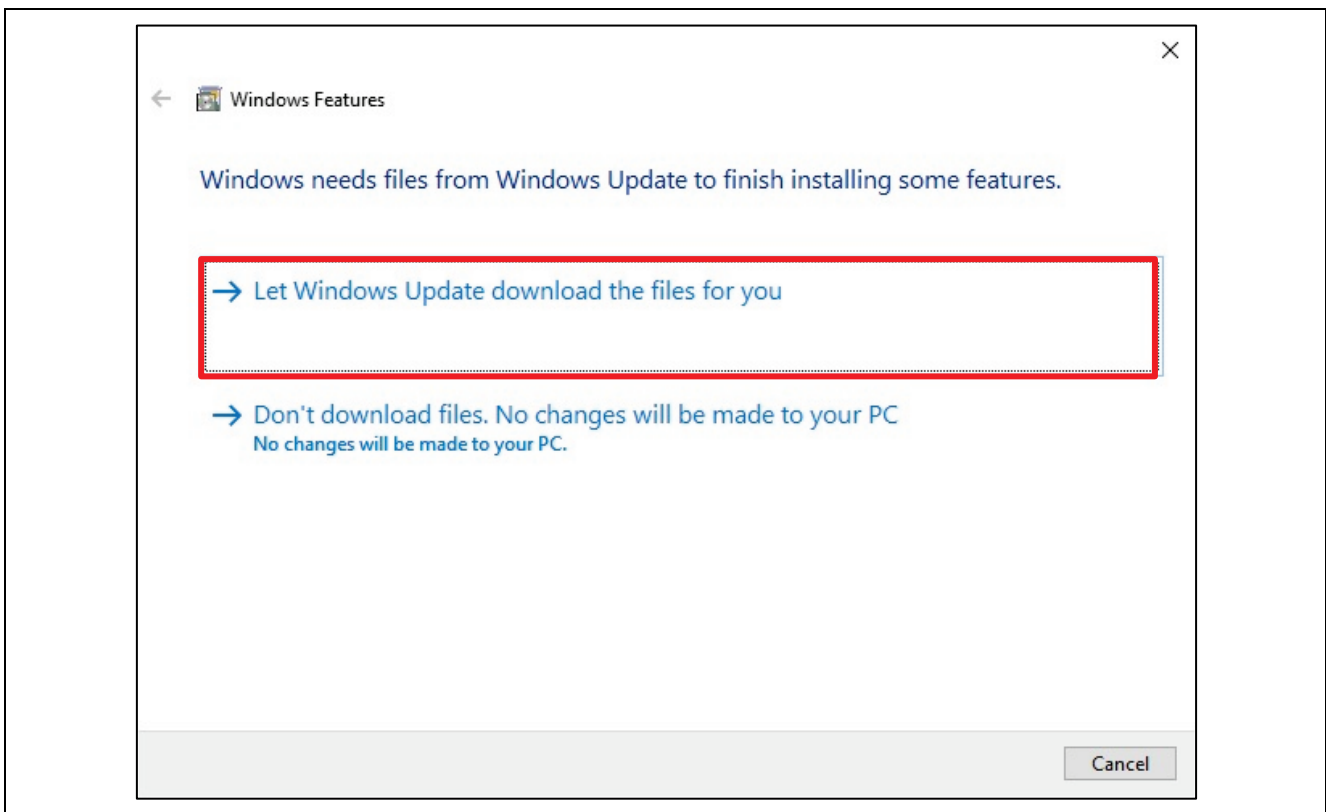 Windows Features
Windows needs files from Windows Update to finish installing some features.
Let Windows Update download the files for you
Don't download files. No changes will be made to your PC
No changes will be made to your PC.
Cancel